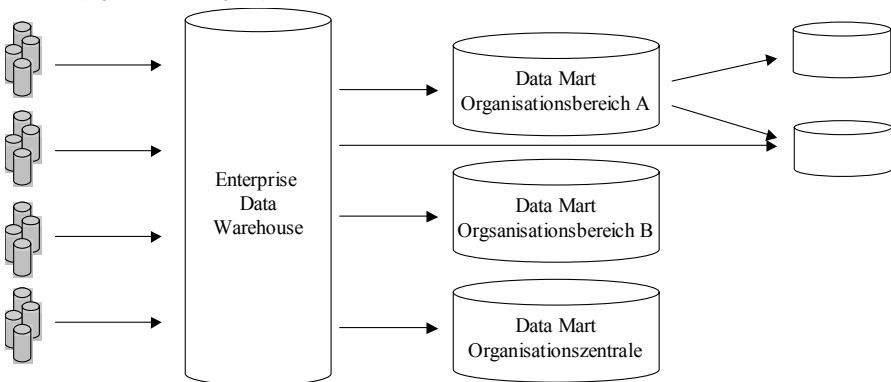 Enterprise
Data
Warehouse
Data Mart
Organisationsbereich A
Data Mart
Orgsanisationsbereich B
Data Mart
Organisationszentrale